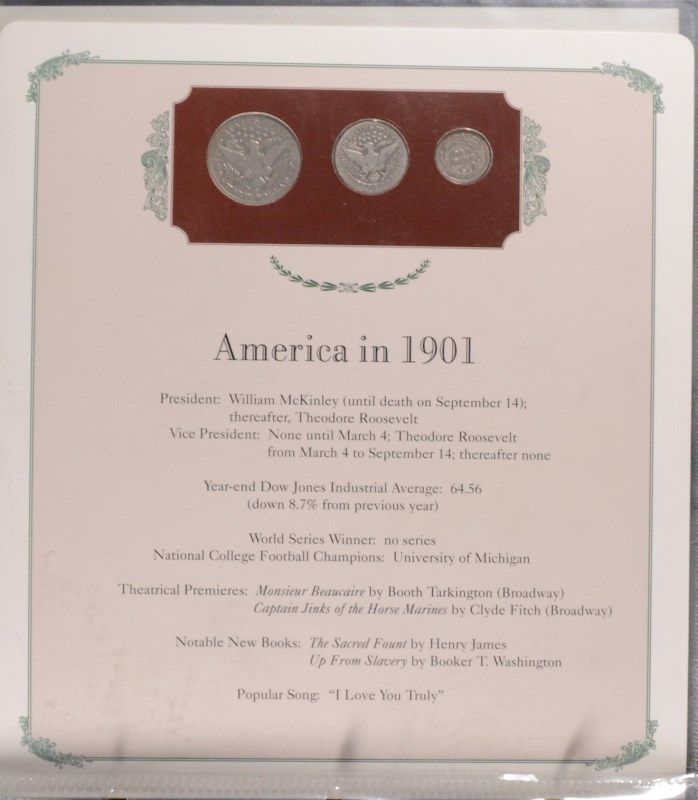 America in 1901
President: William McKinley (until death on September 14);
thereafter, Theodore Roosevelt
Vice President: None until March 4; Theodore Roosevelt
from March 4 to September 14; thereafter none
Year-end Dow Jones Industrial Average: 64.56
(down 8.7% from previous year)
World Series Winner: no series
National College Football Champions: University of Michigan
Theatrical Premieres: Monsieur Beaucaire by Booth Tarkington (Broadway)
Captain Jinks of the Horse Marines by Clyde Fitch (Broadway)
Notable New Books: The Sacred Fount by Henry James
Up From Slavery by Booker T. Washington
Popular Song: “I Love You Truly”